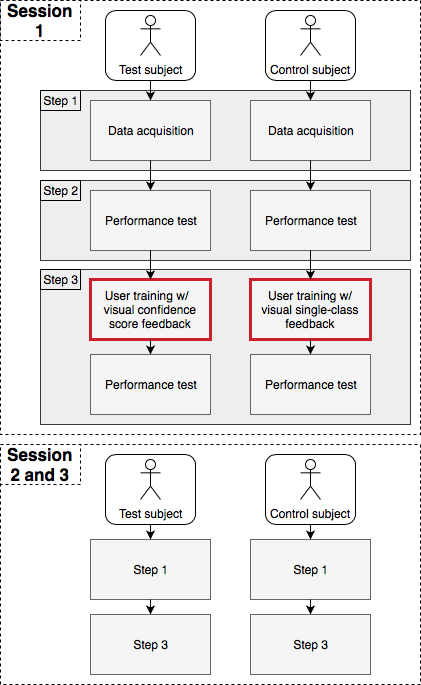 Session
1
Test subject
Control subject
Step 1
Data acquisition
Data acquisition
Step 2
Performance test
Performance test
Step 3
User training w/
visual confidence
score feedback
User training w/
visual single-class
feedback
Performance test
Performance test
Session
2 and 3
Test subject
Control subject
Step 1
Step 1
Step 3
Step 3